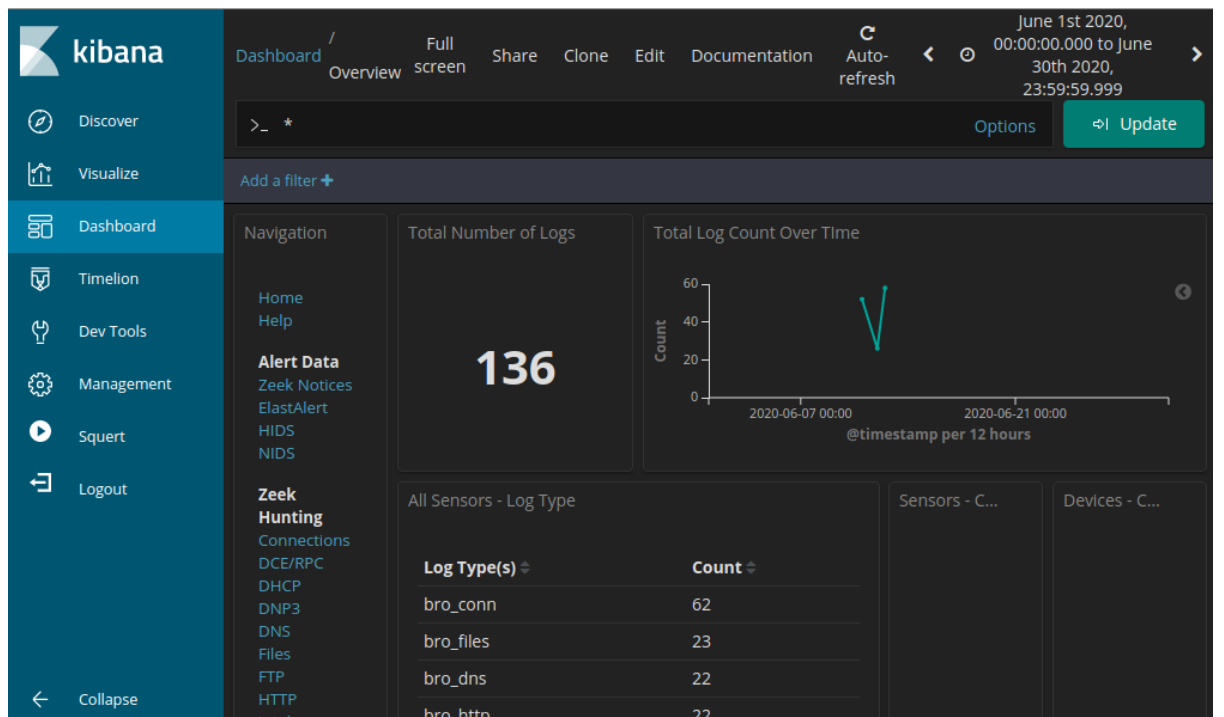 kibana
Discover
Visualize
Dashboard
Timelion
Dev Tools
Management
Squert
Logout
Collapse
Dashboard / Overview
Full screen
Share
Clone
Edit
Documentation
Auto-refresh
June 1st 2020,
00:00:00.000 to June
30th 2020,
23:59:59.999
>_ *
Options
Update
Add a filter +
Navigation
Home
Help
Alert Data
Zeek Notices
ElastAlert
HIDS
NIDS
Zeek
Hunting
Connections
DCE/RPC
DHCP
DNP3
DNS
Files
FTP
HTTP
Total Number of Logs
136
Total Log Count Over TIme
60
40
20
0
Count
2020-06-07 00:00
2020-06-21 00:00
@timestamp per 12 hours
All Sensors - Log Type
Log Type(s) Count
bro_conn 62
bro_files 23
bro_dns 22
bro_http 22
Sensors - C...
Devices - C...